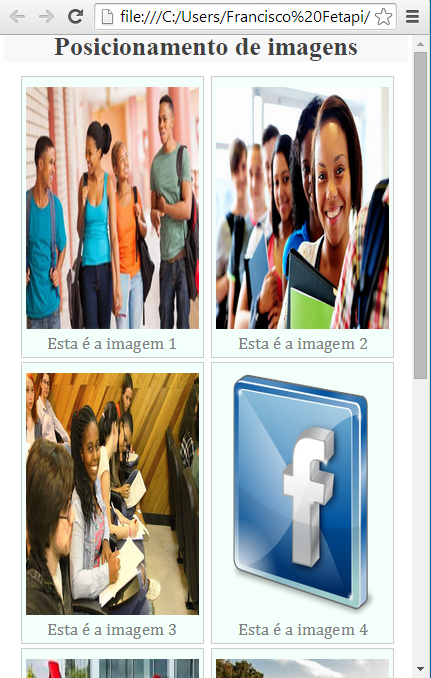 file:///C:/Users/Francisco%20Fetapi/
Posicionamento de imagens
Esta é a imagem 1
Esta é a imagem 2
f
Esta é a imagem 3
Esta é a imagem 4